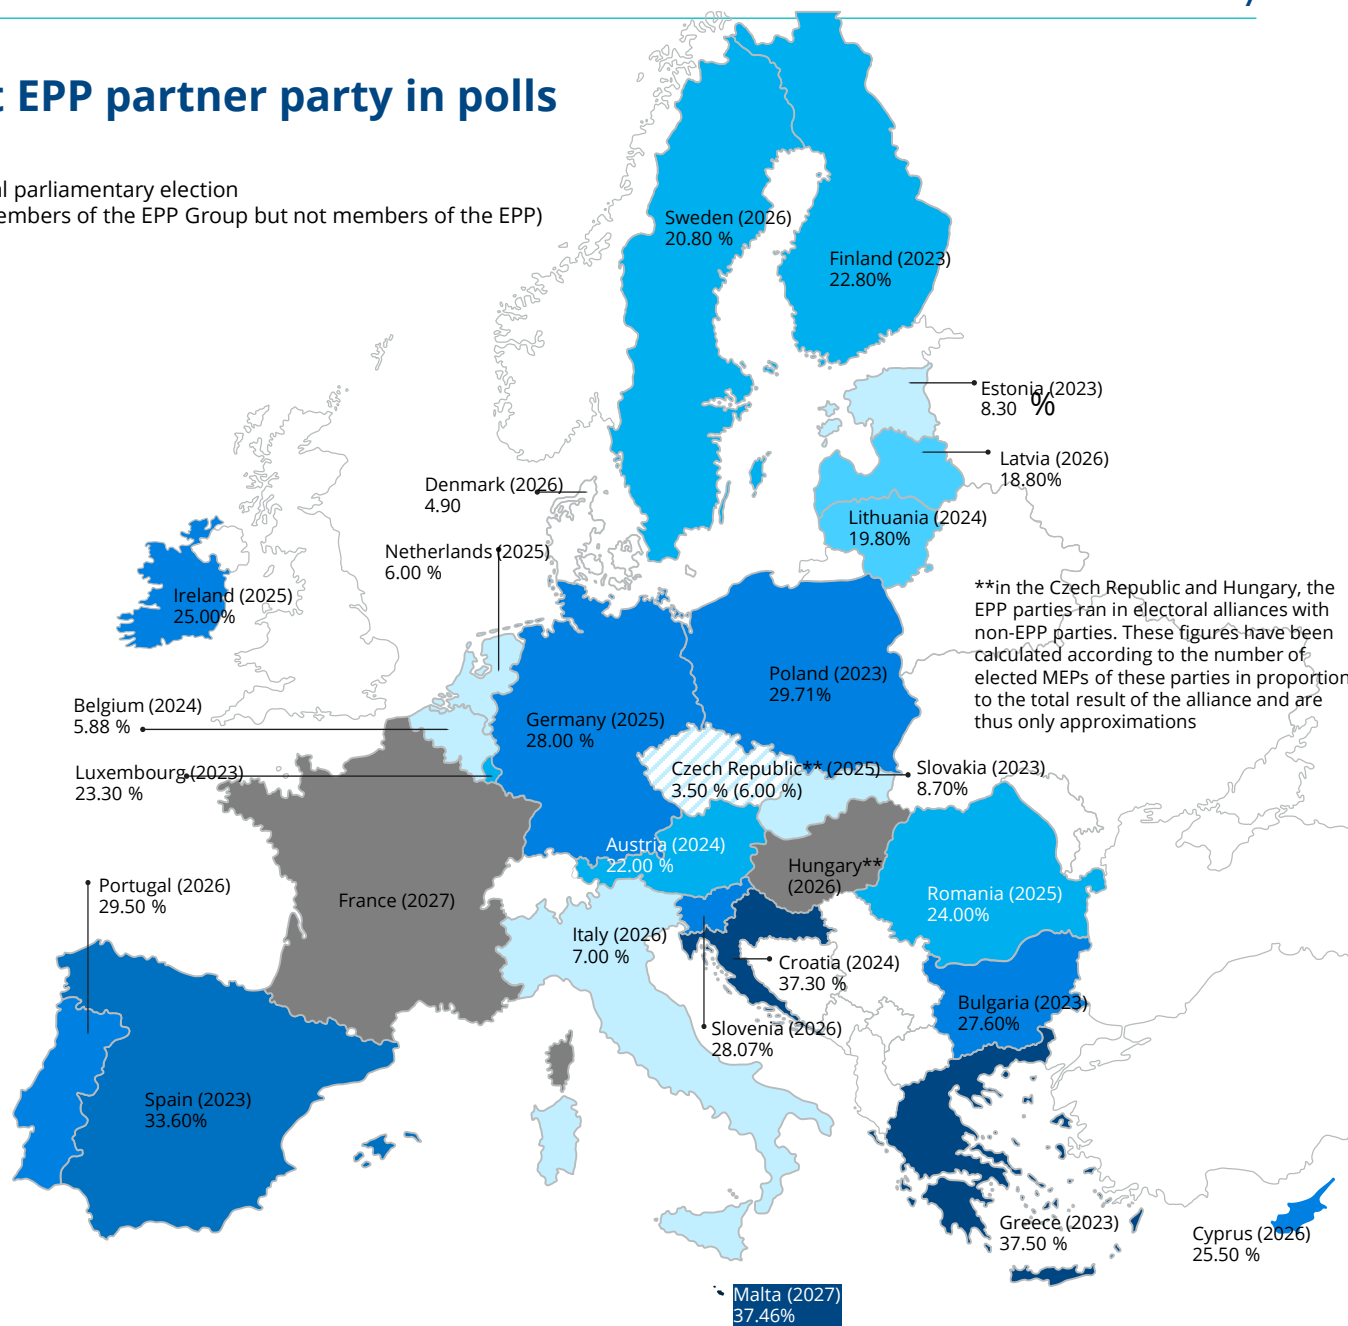 EPP partner party in polls
parliamentary election
of the EPP Group but not members of the EPP)
Sweden (2026)
20.80 %
Finland (2023)
22.80%
Estonia (2023)
8.30 %
Latvia (2026)
18.80%
Denmark (2026)
4.90
Lithuania (2024)
19.80%
Netherlands (2025)
6.00 %
Ireland (2025)
25.00%
**in the Czech Republic and Hungary, the
EPP parties ran in electoral alliances with
non-EPP parties. These figures have been
calculated according to the number of
elected MEPs of these parties in proportion
to the total result of the alliance and are
thus only approximations
Poland (2023)
29.71%
Belgium (2024)
5.88 %
Germany (2025)
28.00 %
Luxembourg (2023)
23.30 %
Czech Republic** (2025)
3.50 % (6.00 %)
Slovakia (2023)
8.70%
Austria (2024)
22.00 %
Hungary**
(2026)
Portugal (2026)
29.50 %
France (2027)
Romania (2025)
24.00%
Italy (2026)
7.00 %
Croatia (2024)
37.30 %
Bulgaria (2023)
27.60%
Slovenia (2026)
28.07%
Spain (2023)
33.60%
Greece (2023)
37.50 %
Cyprus (2026)
25.50 %
Malta (2027)
37.46%